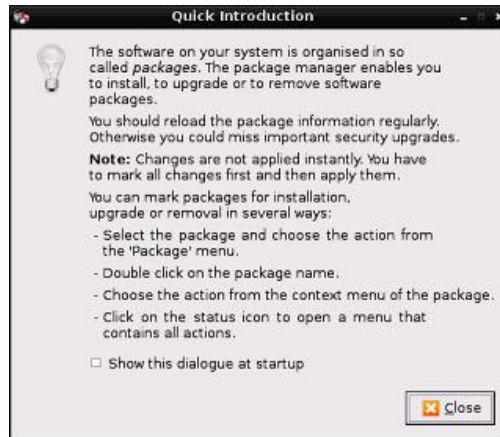 Quick Introduction
The software on your system is organised in so
called packages. The package manager enables you
to install, to upgrade or to remove software
packages.
You should reload the package information regularly.
Otherwise you could miss important security upgrades.
Note: Changes are not applied instantly. You have
to mark all changes first and then apply them.
You can mark packages for installation,
upgrade or removal in several ways:
- Select the package and choose the action from
the 'Package' menu.
- Double click on the package name.
- Choose the action from the context menu of the package.
- Click on the status icon to open a menu that
contains all actions.
Show this dialogue at startup
Close